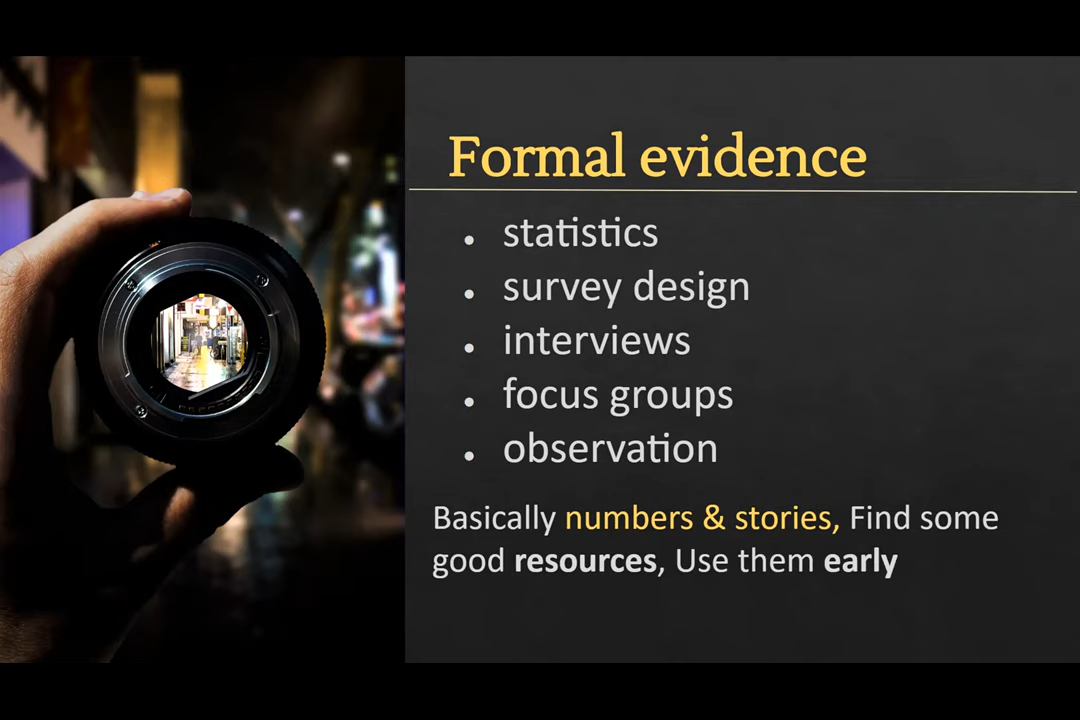 Formal evidence
• statistics
• survey design
• interviews
• focus groups
• observation
Basically numbers & stories, Find some
good resources, Use them early